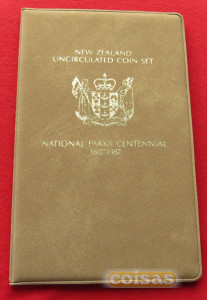 NEW ZEALAND
UNCIRCULATED COIN SET
NATIONAL PARKS CENTENNIAL
1887-1987
coisas